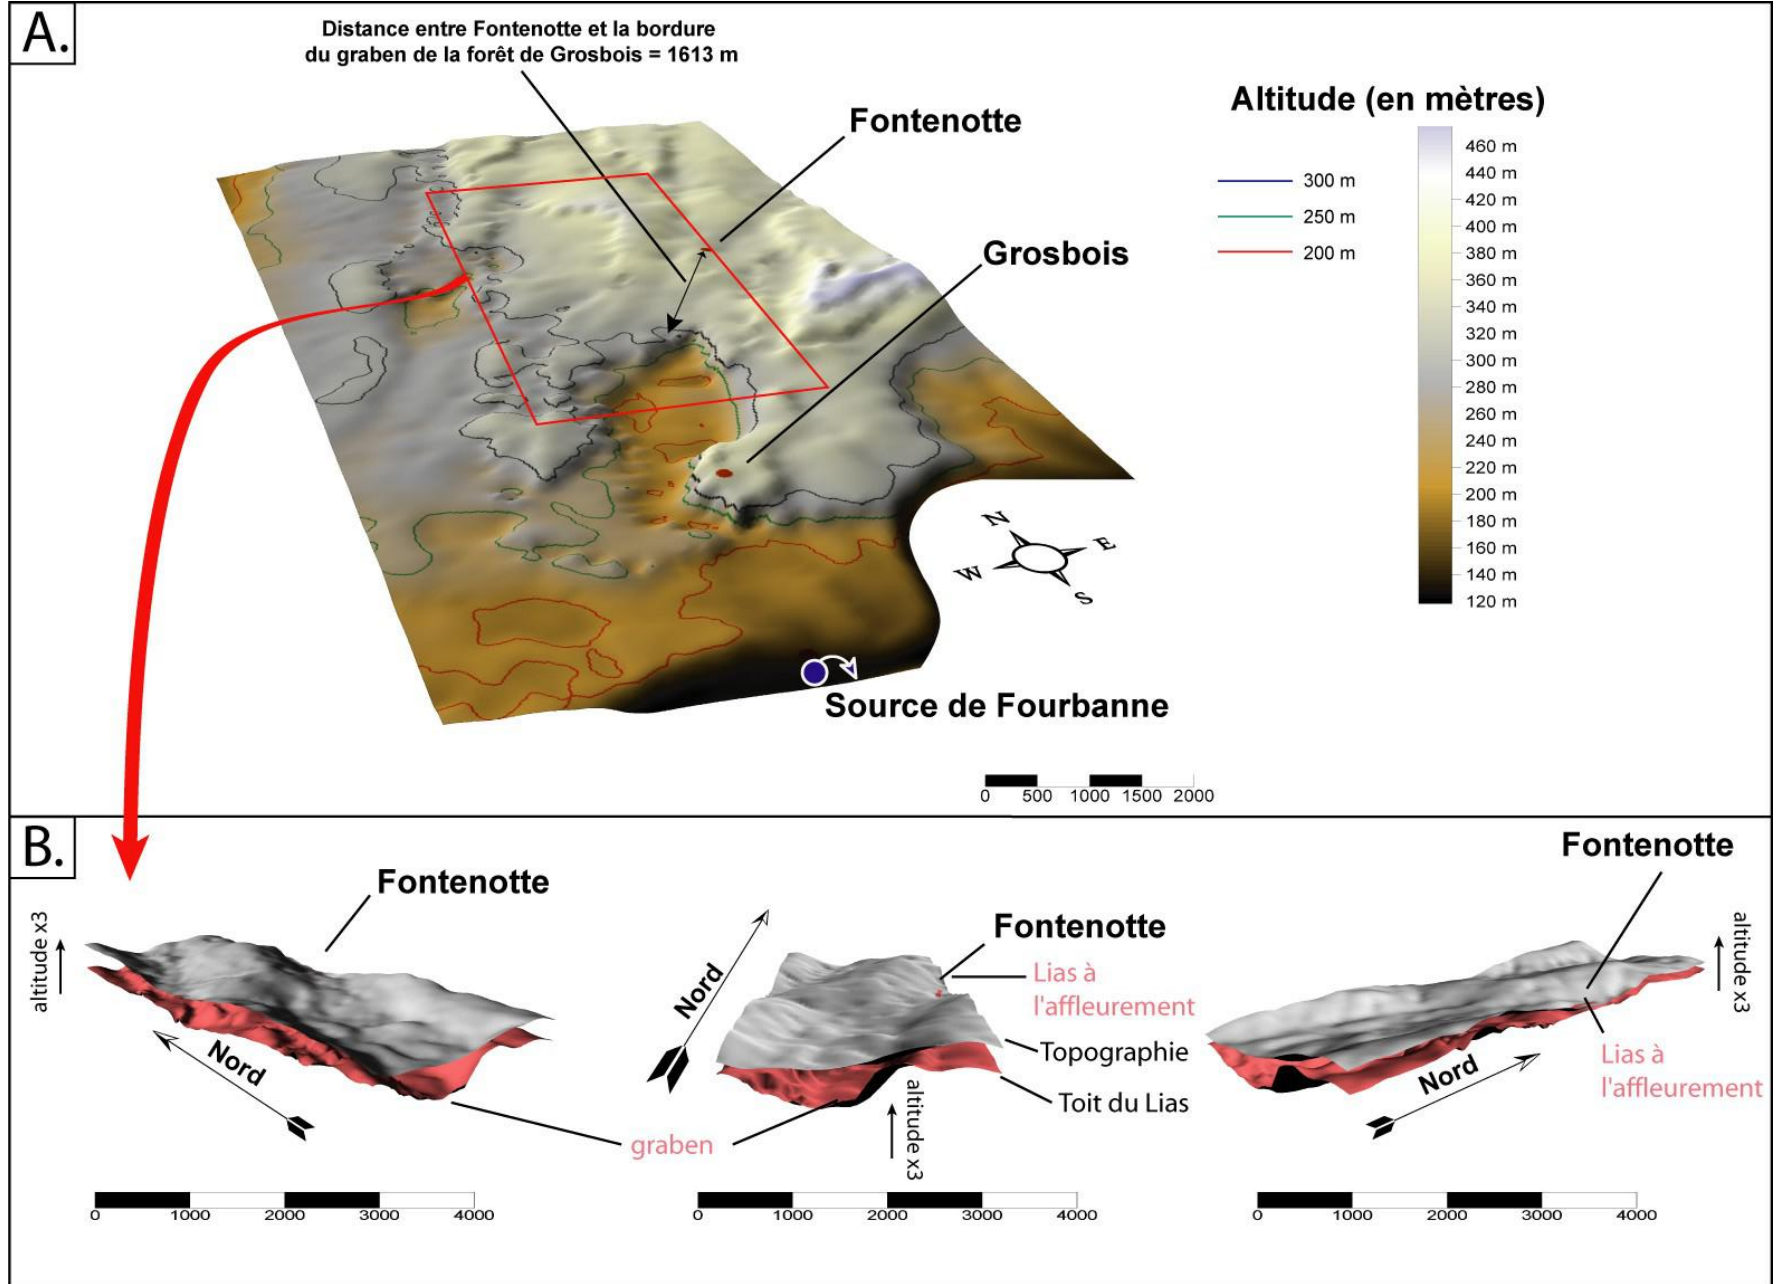 A.
Distance entre Fontenotte et la bordure
du graben de la forêt de Grosbois = 1613 m
Fontenotte
Grosbois
Altitude (en mètres)
300 m
250 m
200 m
460 m
440 m
420 m
400 m
380 m
360 m
340 m
320 m
300 m
280 m
260 m
240 m
220 m
200 m
180 m
160 m
140 m
120 m
N
E
W
S
Source de Fourbanne
0 500 1000 1500 2000
B.
altitude x3
Fontenotte
Nord
graben
0 1000 2000 3000 4000
Nord
Fontenotte
Lias à
l'affleurement
Topographie
Toit du Lias
altitude x3
0 1000 2000 3000 4000
Fontenotte
altitude x3
Lias à
l'affleurement
Nord
0 1000 2000 3000 4000